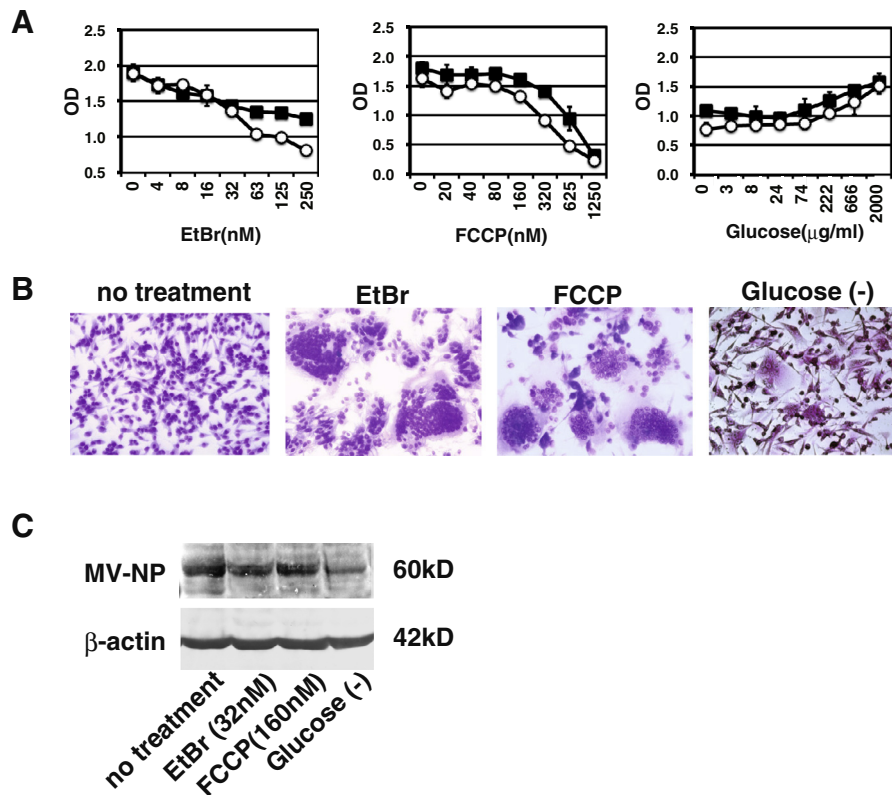 A
2.5
2.0
1.5
1.0
0.5
OD
0
4
8
16
32
63
125
250
EtBr(nM)
2.5
2.0
1.5
1.0
0.5
0.0
OD
0
20
40
80
160
320
625
1250
FCCP(nM)
2.5
2.0
1.5
1.0
0.5
0.0
OD
0
3
8
24
74
222
666
2000
Glucose(μg/ml)
B
no treatment
EtBr
FCCP
Glucose (-)
C
MV-NP
60kD
β-actin
42kD
no treatment
EtBr (32nM)
FCCP(160nM)
Glucose (-)